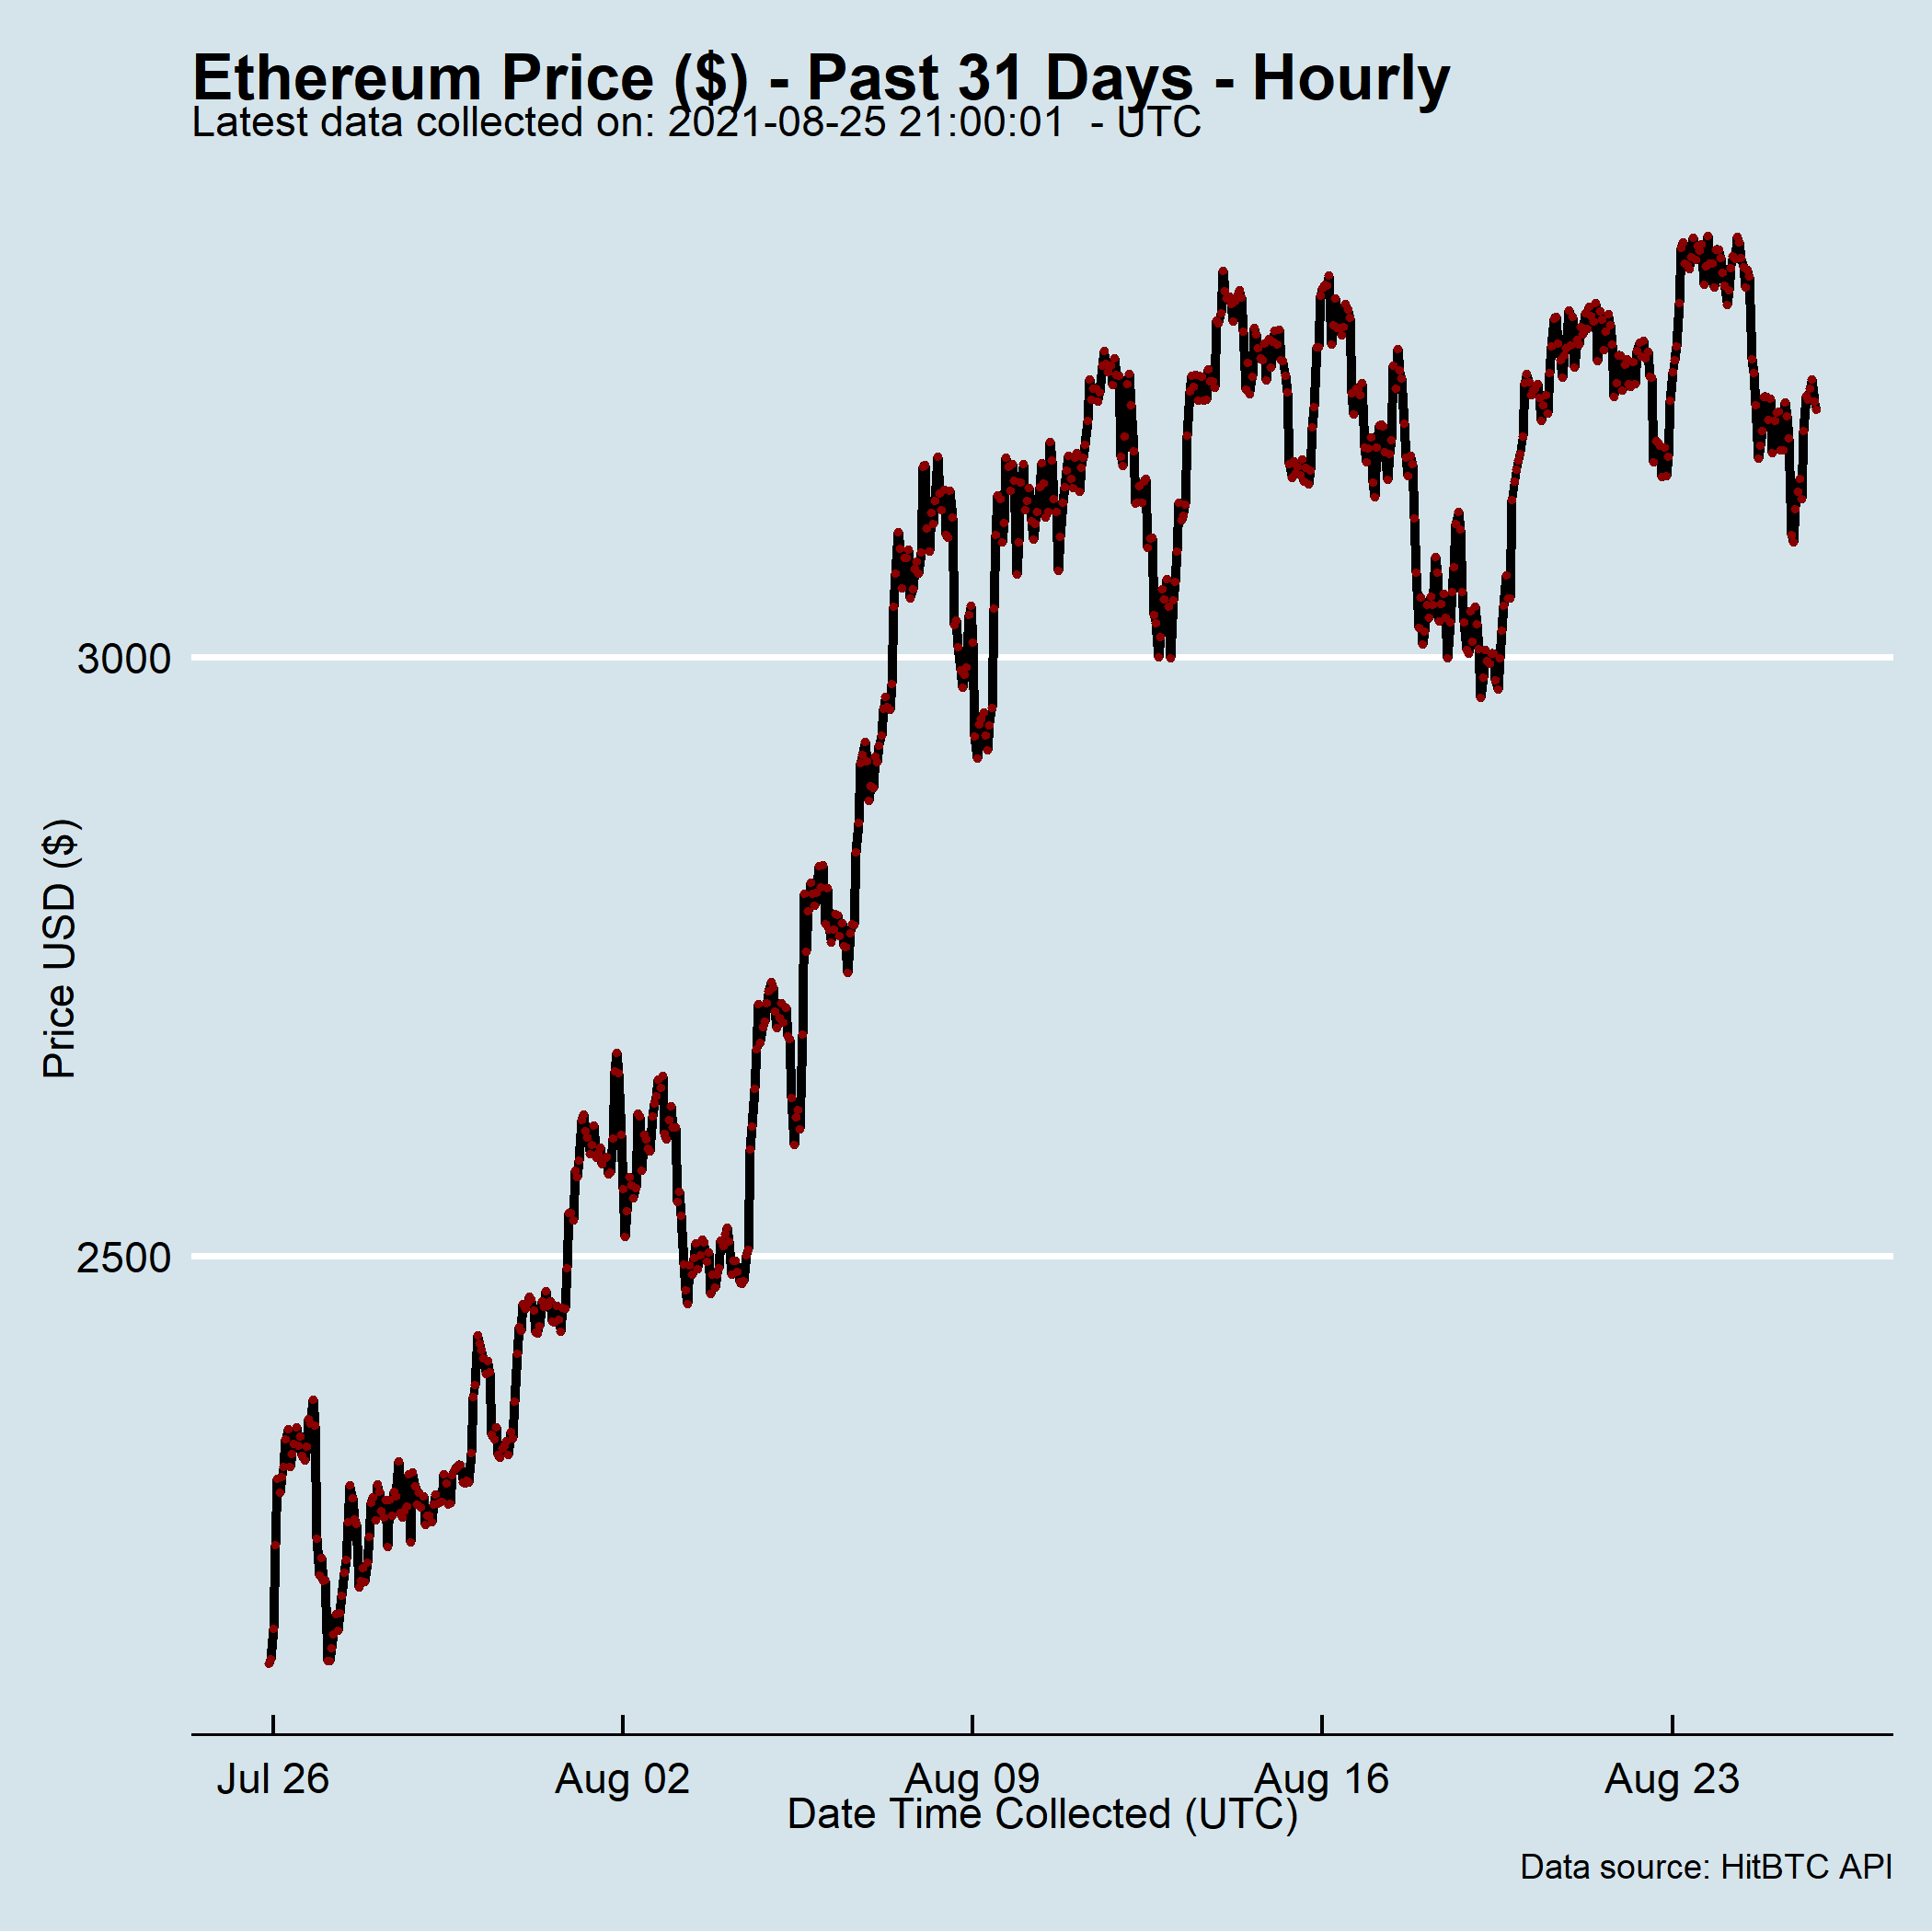 Ethereum Price ($) - Past 31 Days - Hourly
Latest data collected on: 2021-08-25 21:00:01  - UTC
Price USD ($)
3000
2500
Jul 26 Aug 02 Aug 09 Aug 16 Aug 23
Date Time Collected (UTC)
Data source: HitBTC API